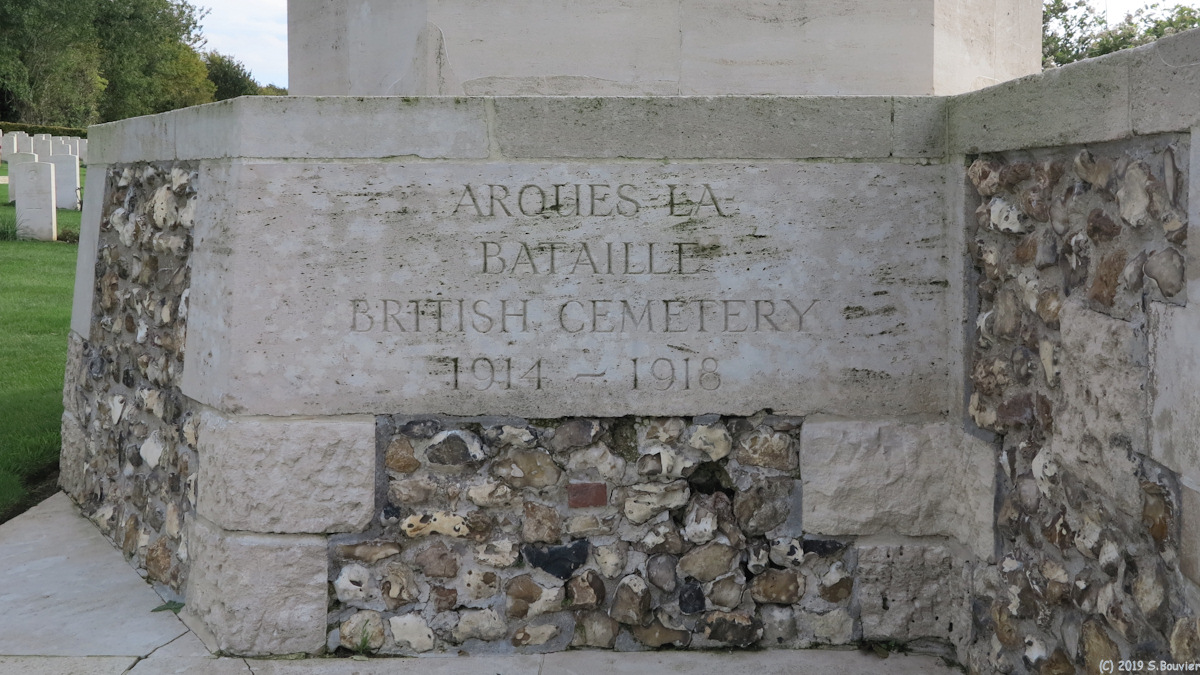 ARQUES LA
BATAILLE
BRITISH CEMETERY
1914 - 1918
(C) 2019 S.Bouvier